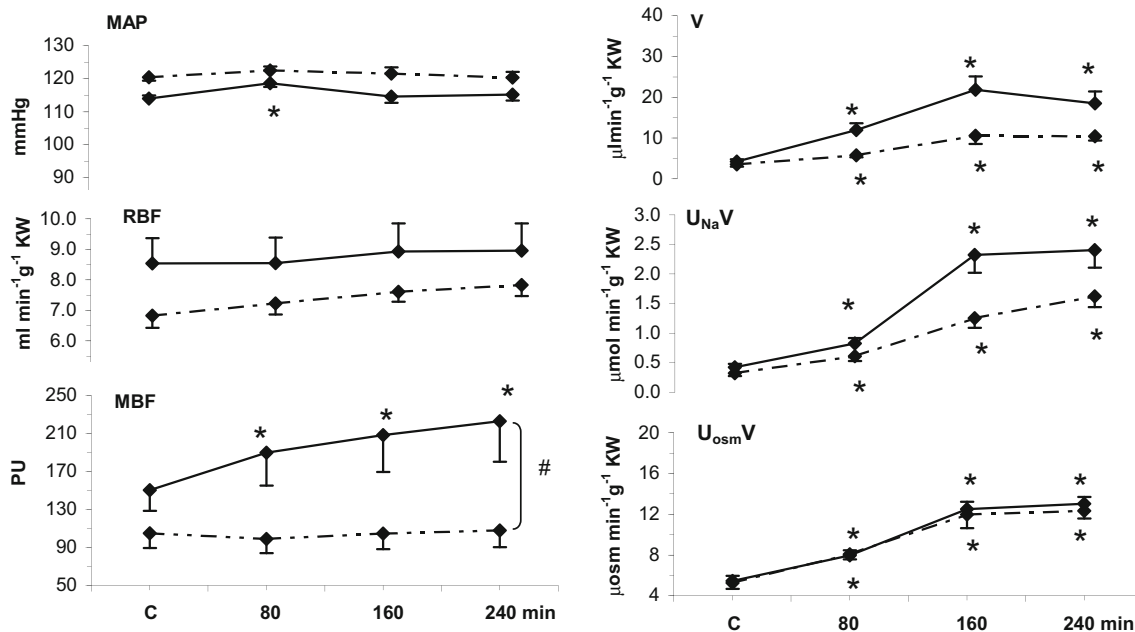 MAP
130
120
110
100
90
mmHg
RBF
10.0
9.0
8.0
7.0
6.0
ml min-1g-1 KW
MBF
250
210
170
130
90
50
PU
* * *
*
#
C 80 160 240 min
V
40
30
20
10
0
µlmin-1g-1 KW
* * *
* * *
UNaV
3.0
2.5
2.0
1.5
1.0
0.5
0.0
µmol min-1g-1 KW
* * *
* * *
UosmV
16
12
8
4
µosm min-1g-1 KW
* * *
* * *
C 80 160 240 min